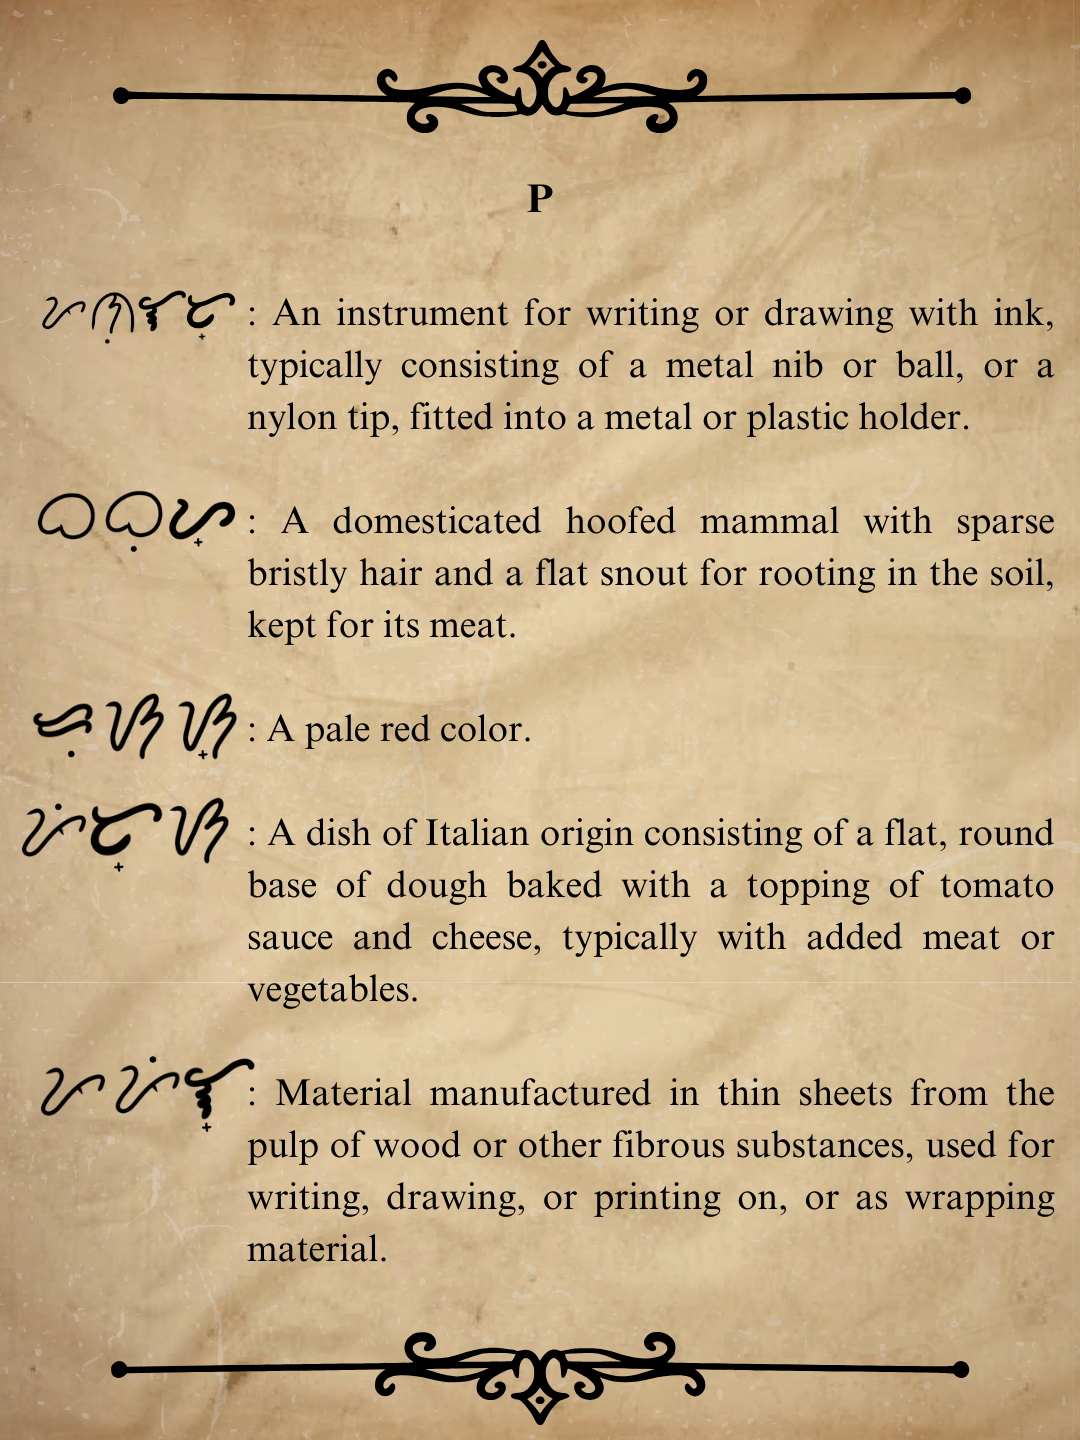 P
ᜉᜈᜓᜎᜆ᜔ : An instrument for writing or drawing with ink,
typically consisting of a metal nib or ball, or a
nylon tip, fitted into a metal or plastic holder.
ᜊᜊᜓᜌ᜔ : A domesticated hoofed mammal with sparse
bristly hair and a flat snout for rooting in the soil,
kept for its meat.
ᜇᜓᜐᜐ᜔ : A pale red color.
ᜉᜒᜆ᜔ᜐ : A dish of Italian origin consisting of a flat, round
base of dough baked with a topping of tomato
sauce and cheese, typically with added meat or
vegetables.
ᜉᜉᜒᜎ᜔ : Material manufactured in thin sheets from the
pulp of wood or other fibrous substances, used for
writing, drawing, or printing on, or as wrapping
material.